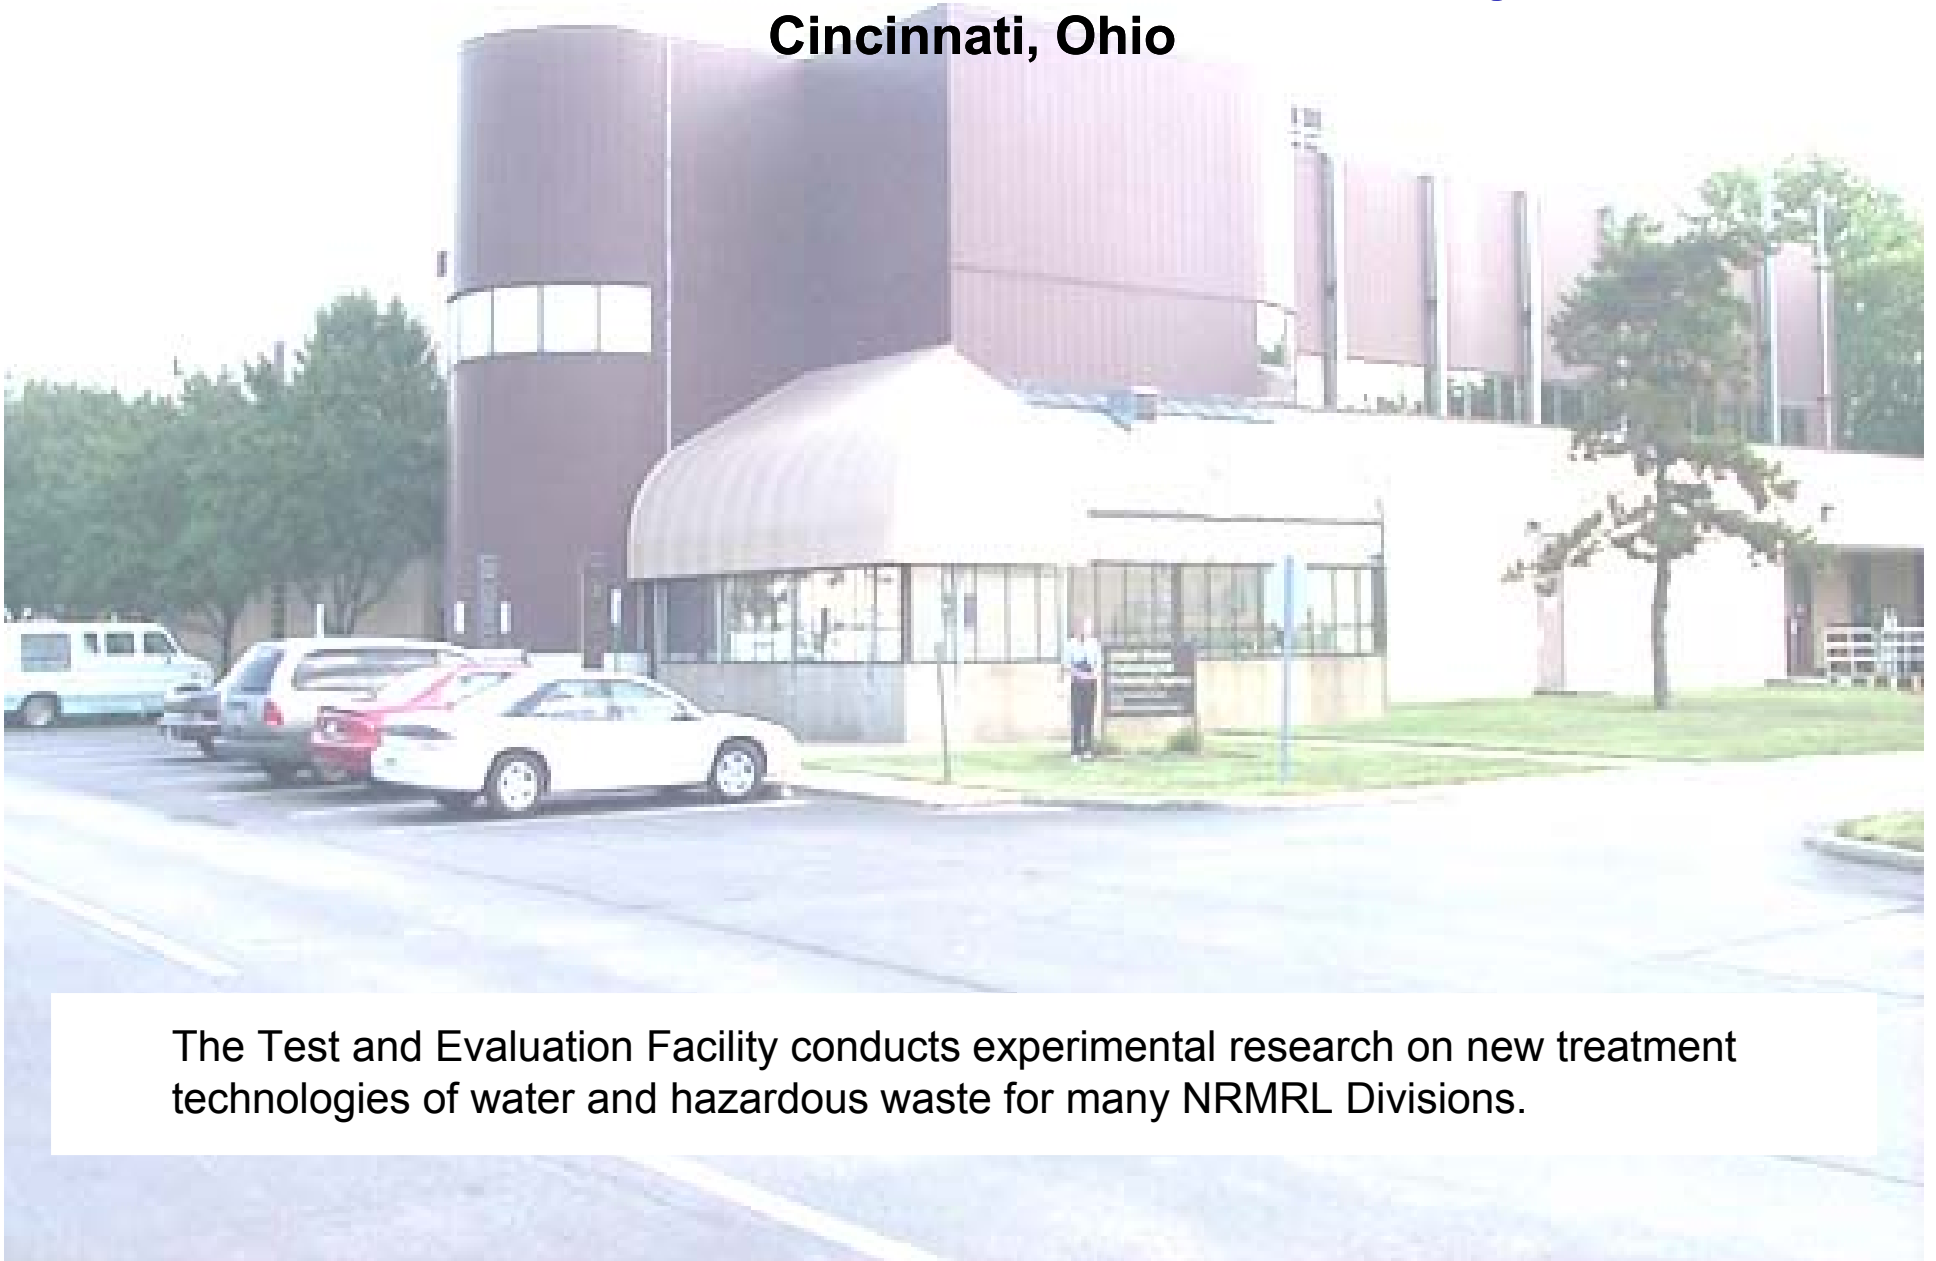 Cincinnati, Ohio
The Test and Evaluation Facility conducts experimental research on new treatment
technologies of water and hazardous waste for many NRMRL Divisions.